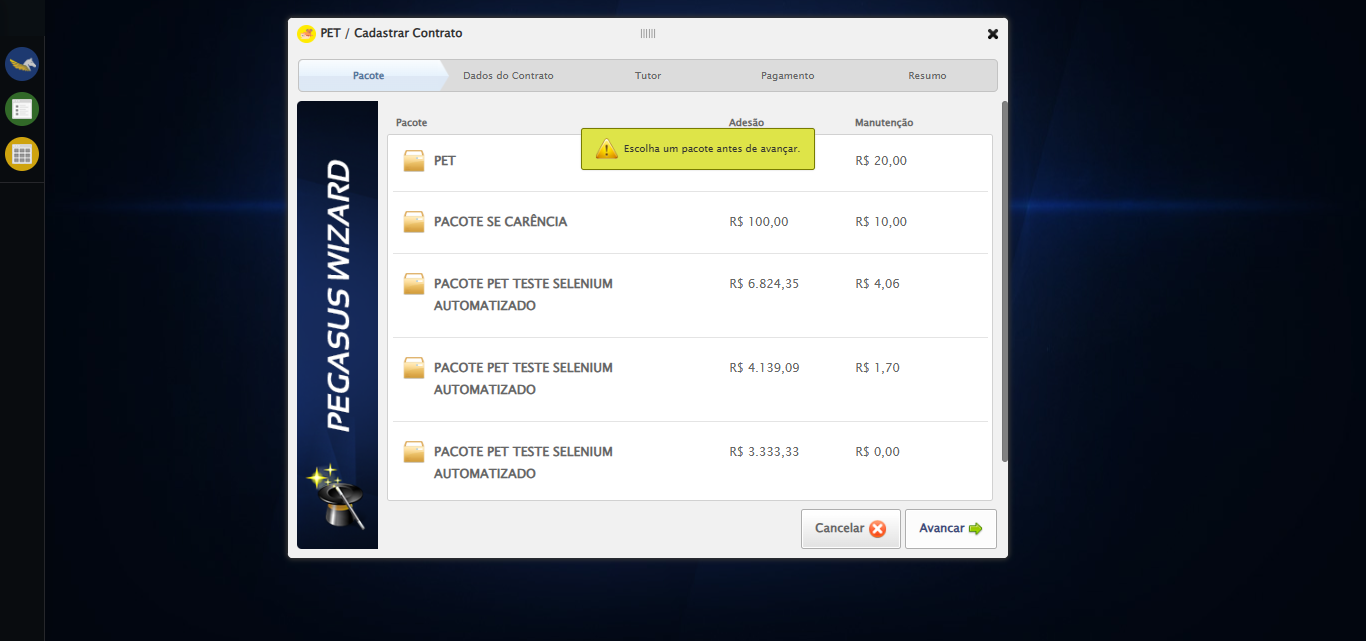 PET / Cadastrar Contrato
Pacote
Dados do Contrato
Tutor
Pagamento
Resumo
PEGASUS WIZARD
Pacote
Adesão
Manutenção
Escolha um pacote antes de avançar.
PET
R$ 20,00
PACOTE SE CARÊNCIA
R$ 100,00
R$ 10,00
PACOTE PET TESTE SELENIUM
AUTOMATIZADO
R$ 6.824,35
R$ 4,06
PACOTE PET TESTE SELENIUM
AUTOMATIZADO
R$ 4.139,09
R$ 1,70
PACOTE PET TESTE SELENIUM
AUTOMATIZADO
R$ 3.333,33
R$ 0,00
Cancelar
Avancar